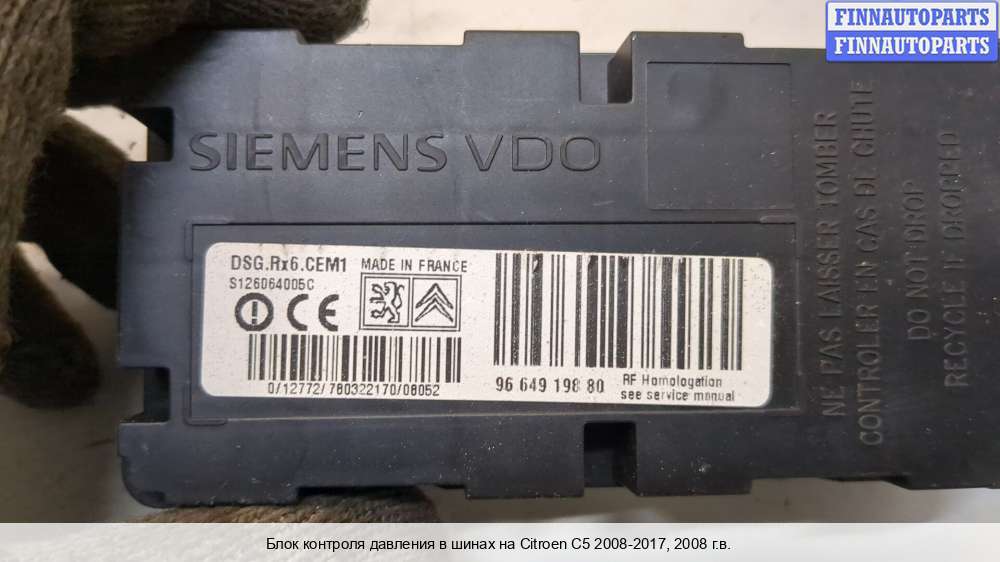 FINNAUTOPARTS
FINNAUTOPARTS
SIEMENS VDO
DSG.Rx6.CEM1 MADE IN FRANCE
S126064005C
CE
0/12772/780322170/08052
96 649 198 80
RF Homologation
see service manual
NE PAS LAISSER TOMBER
CONTROLER EN CAS DE CHUTE
DO NOT DROP
RECYCLE IF DROPPED
Блок контроля давления в шинах на Citroen C5 2008-2017, 2008 г.в.